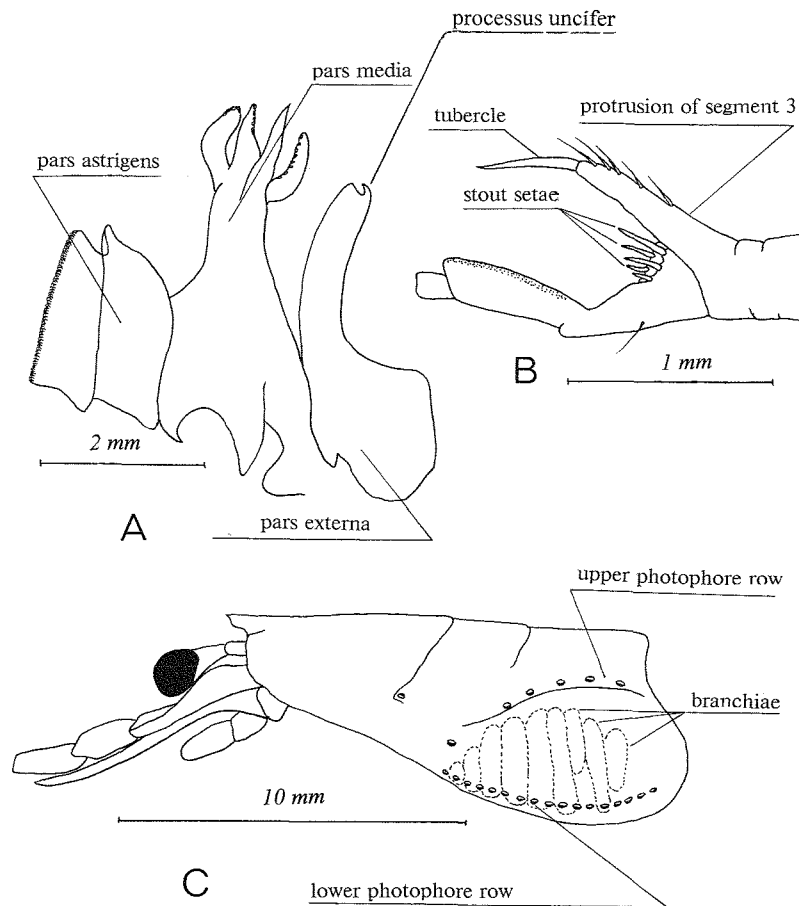 processus uncifer
pars media
protrusion of segment 3
tubercle
pars astrigens
stout setae
B
1 mm
2 mm
A
pars externa
upper photophore row
branchiae
10 mm
C
lower photophore row